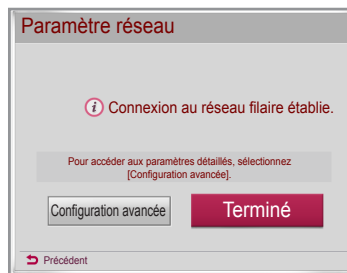 Paramètre réseau
Connexion au réseau filaire établie.
Pour accéder aux paramètres détaillés, sélectionnez
[Configuration avancée].
Configuration avancée
Terminé
Précédent